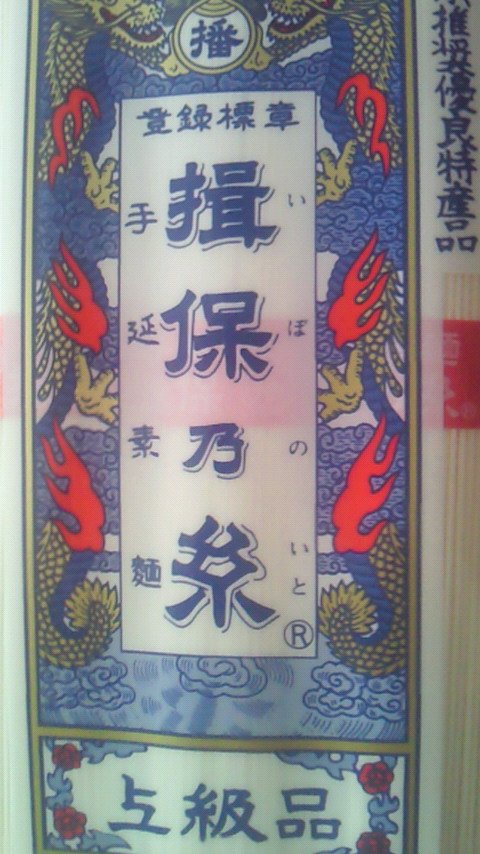 播
登録標章
揖保乃糸
いぼのいと
手延素麺
®
上級品
推奨優良特産品